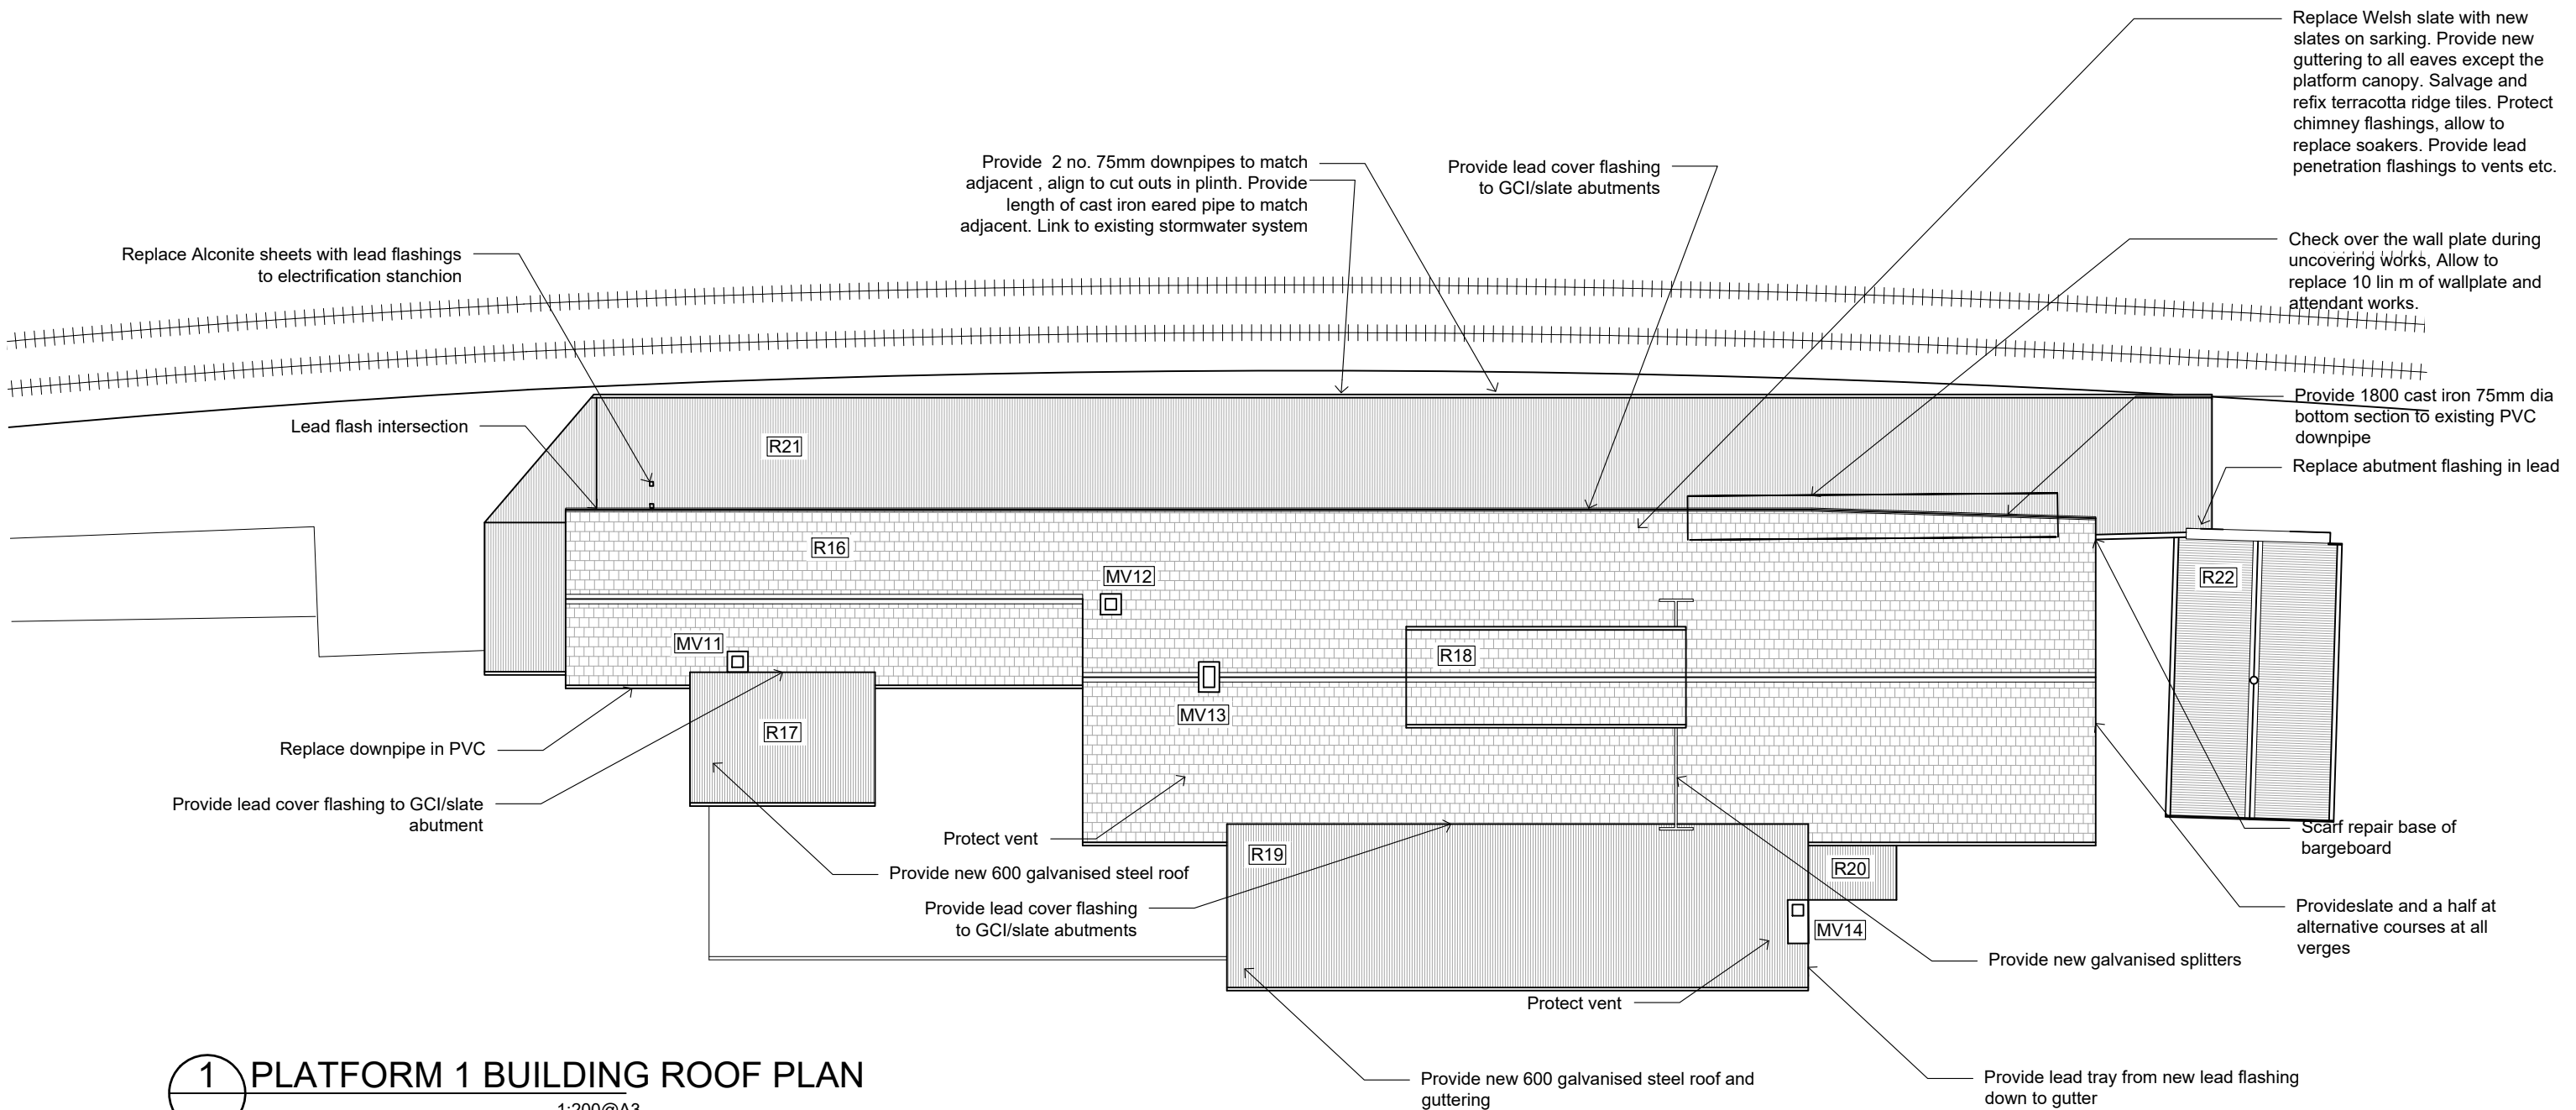 Replace Welsh slate with new
slates on sarking. Provide new
guttering to all eaves except the
platform canopy. Salvage and
refix terracotta ridge tiles. Protect
chimney flashings, allow to
replace soakers. Provide lead
penetration flashings to vents etc.
Provide  2 no. 75mm downpipes to match
adjacent , align to cut outs in plinth. Provide
length of cast iron eared pipe to match
adjacent. Link to existing stormwater system
Provide lead cover flashing
to GCI/slate abutments
Replace Alconite sheets with lead flashings
to electrification stanchion
Check over the wall plate during
uncovering works, Allow to
replace 10 lin m of wallplate and
attendant works.
Provide 1800 cast iron 75mm dia
bottom section to existing PVC
downpipe
Lead flash intersection
R21
Replace abutment flashing in lead
R16
MV12
R22
MV11
R18
MV13
R17
Replace downpipe in PVC
Provide lead cover flashing to GCI/slate
abutment
Protect vent
Scarf repair base of
bargeboard
R19
R20
Provide new 600 galvanised steel roof
Provide lead cover flashing
to GCI/slate abutments
MV14
Provideslate and a half at
alternative courses at all
verges
Provide new galvanised splitters
Protect vent
1 PLATFORM 1 BUILDING ROOF PLAN
1:200@A3
Provide new 600 galvanised steel roof and
guttering
Provide lead tray from new lead flashing
down to gutter